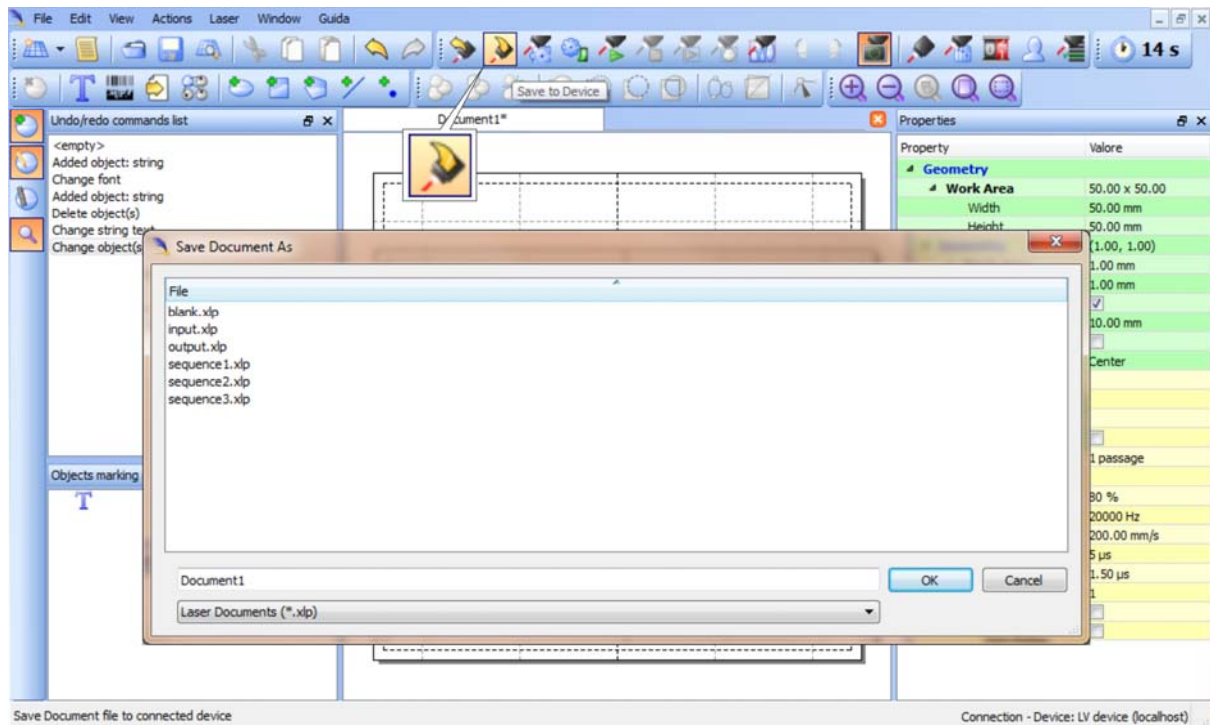 File Edit View Actions Laser Window Guida
14 s
Save to Device
Undo/redo commands list
Document1*
Properties
<empty>
Added object: string
Change font
Added object: string
Delete object(s)
Change string text
Change object(s
Property Valore
Geometry
Work Area 50.00 x 50.00
Width 50.00 mm
Height 50.00 mm
(1.00, 1.00)
1.00 mm
1.00 mm
10.00 mm
Center
1 passage
80 %
20000 Hz
200.00 mm/s
5 µs
1.50 µs
1
Save Document As
File
blank.xlp
input.xlp
output.xlp
sequence1.xlp
sequence2.xlp
sequence3.xlp
Document1
OK Cancel
Laser Documents (*.xlp)
Objects marking
T
Save Document file to connected device
Connection - Device: LV device (localhost)